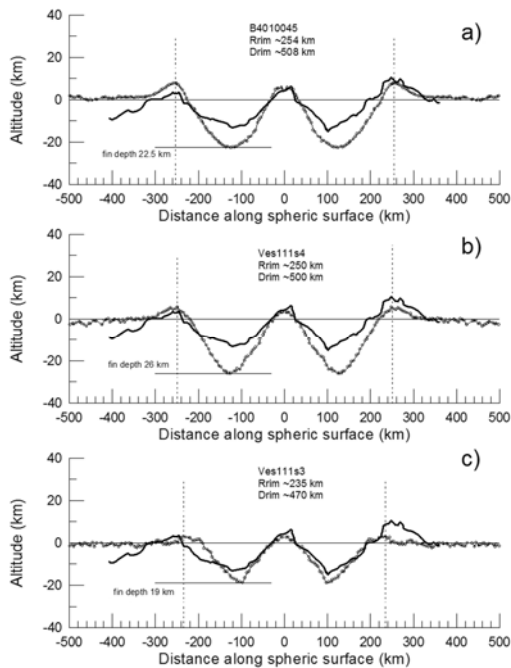 B4010045
a)
Rrim ~254 km
Drim ~508 km
Altitude (km)
40
20
0
-20
-40
fin depth 22.5 km
-500 -400 -300 -200 -100 0 100 200 300 400 500
Distance along spheric surface (km)
Ves111s4
b)
Rrim ~250 km
Drim ~500 km
Altitude (km)
40
20
0
-20
-40
fin depth 26 km
-500 -400 -300 -200 -100 0 100 200 300 400 500
Distance along spheric surface (km)
Ves111s3
c)
Rrim ~235 km
Drim ~470 km
Altitude (km)
40
20
0
-20
-40
fin depth 19 km
-500 -400 -300 -200 -100 0 100 200 300 400 500
Distance along spheric surface (km)